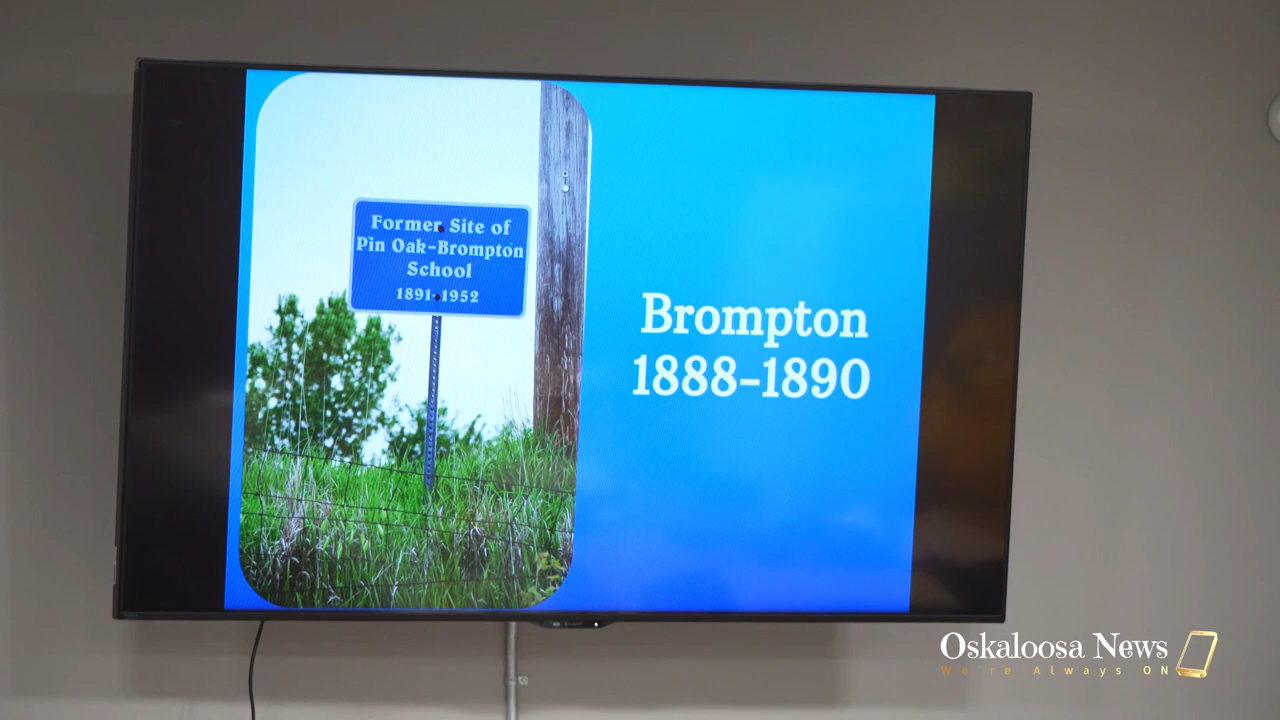 Former Site of
Pin Oak-Brompton
School
1891-1952
Brompton
1888-1890
Oskaloosa News
We're Always ON